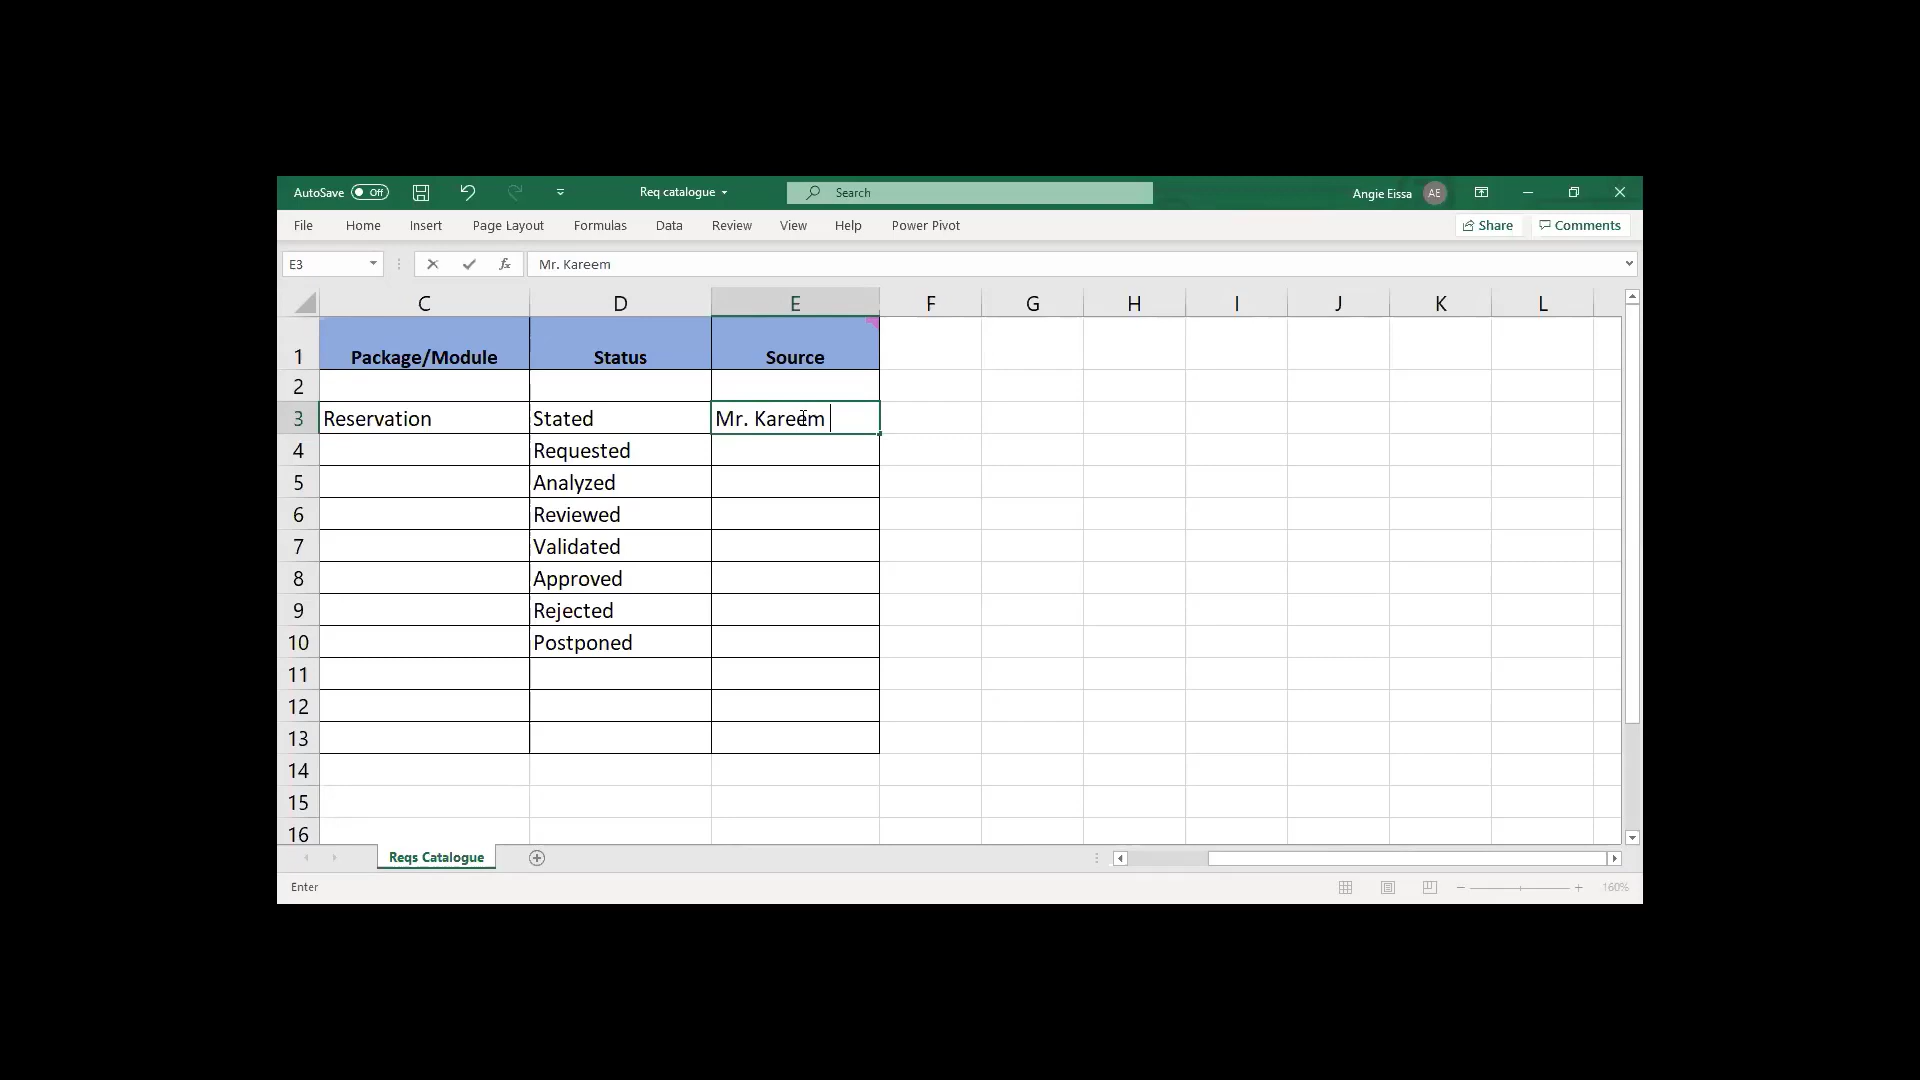 AutoSave Off Req catalogue Search Angie Eissa AE
File Home Insert Page Layout Formulas Data Review View Help Power Pivot Share Comments
E3 fx Mr. Kareem
C D E F G H I J K L
1 Package/Module Status Source
2
3 Reservation Stated Mr. Kareem
4 Requested
5 Analyzed
6 Reviewed
7 Validated
8 Approved
9 Rejected
10 Postponed
11
12
13
14
15
16
Reqs Catalogue
Enter 160%